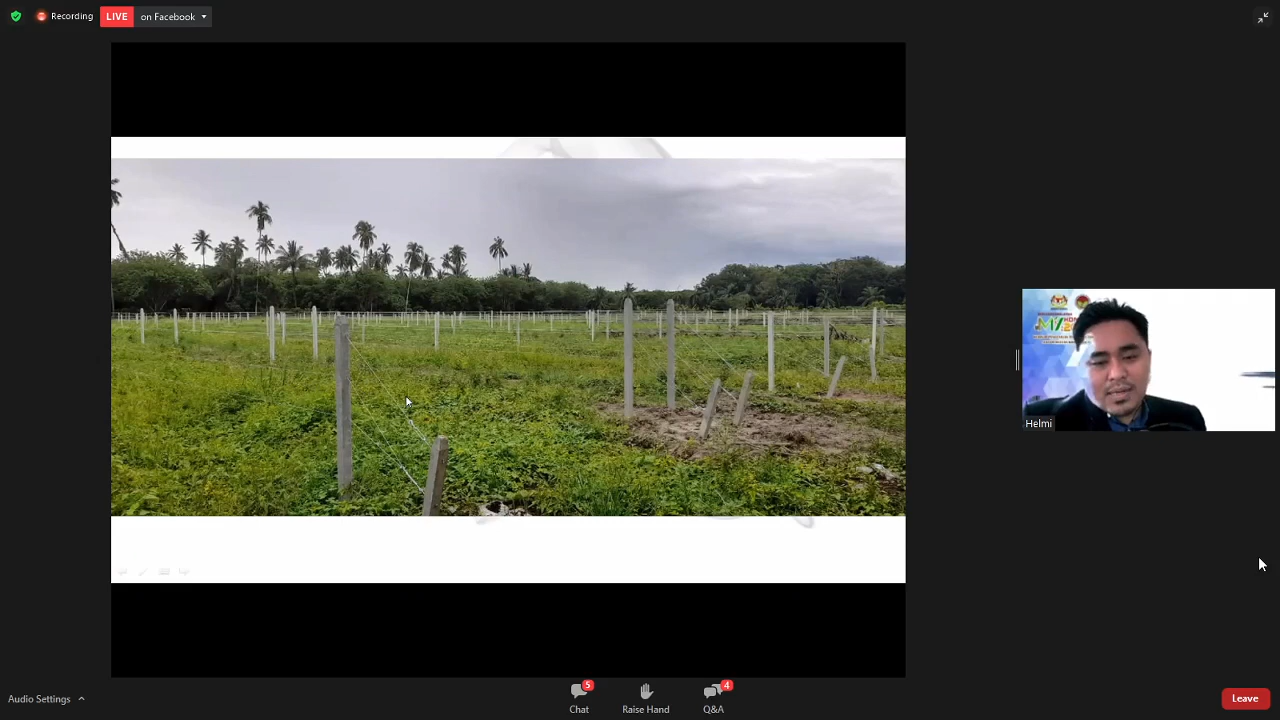 Recording
LIVE
on Facebook
Helmi
Audio Settings
5
Chat
Raise Hand
4
Q&A
Leave